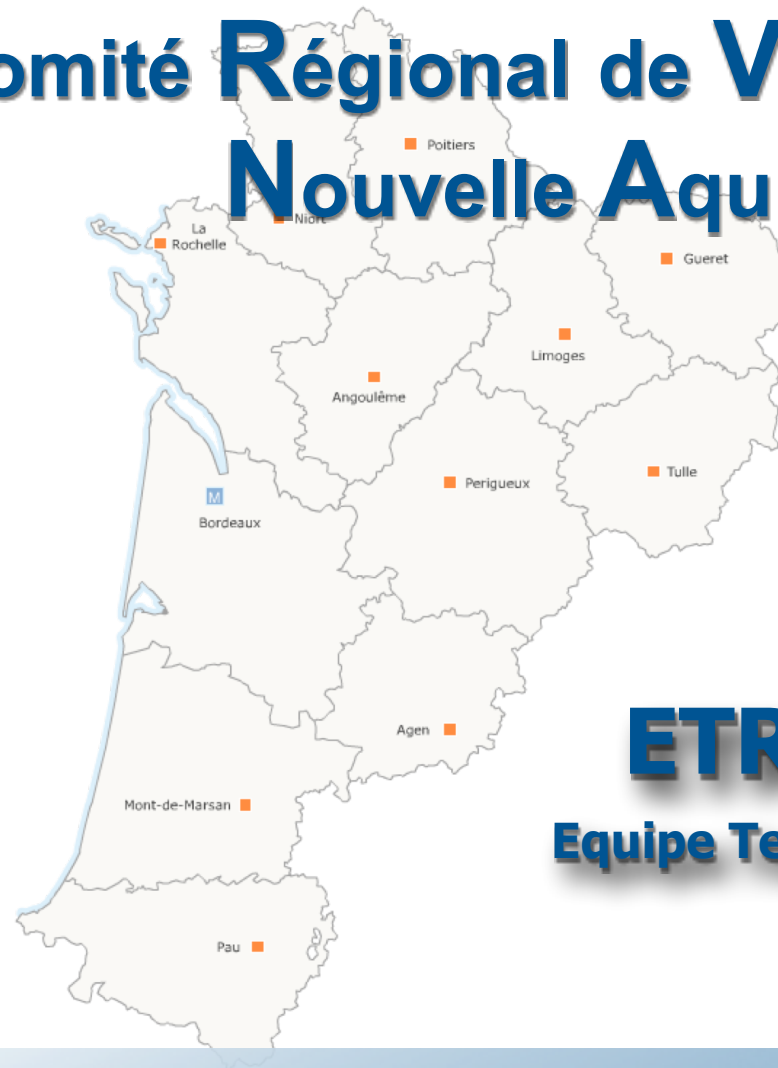 omité Régional de V
Nouvelle Aqu
Poitiers
Niort
La
Rochelle
Gueret
Limoges
Angoulême
Perigueux
Tulle
M
Bordeaux
ETR
Agen
Mont-de-Marsan
Equipe Te
Pau